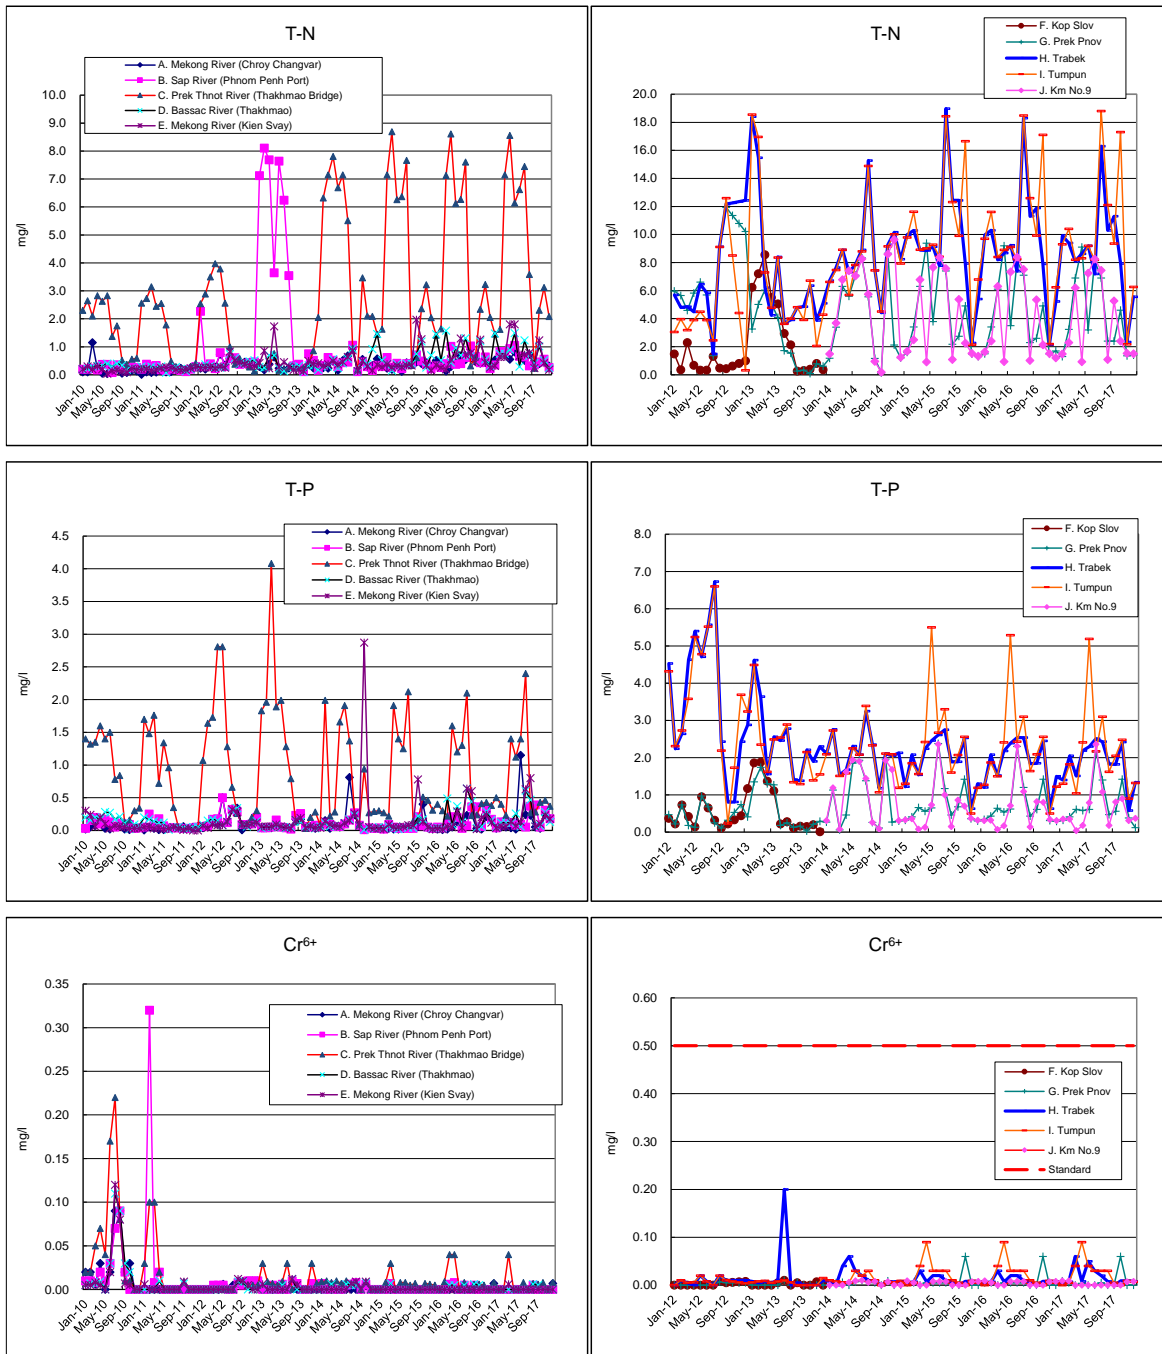 T-N
A. Mekong River (Chroy Changvar)
B. Sap River (Phnom Penh Port)
C. Prek Thnot River (Thakhmao Bridge)
D. Bassac River (Thakhmao)
E. Mekong River (Kien Svay)
10.0
9.0
8.0
7.0
6.0
5.0
4.0
3.0
2.0
1.0
0.0
mg/l
Jan-10 May-10 Sep-10 Jan-11 May-11 Sep-11 Jan-12 May-12 Sep-12 Jan-13 May-13 Sep-13 Jan-14 May-14 Sep-14 Jan-15 May-15 Sep-15 Jan-16 May-16 Sep-16 Jan-17 May-17 Sep-17
T-N
F. Kop Slov
G. Prek Pnov
H. Trabek
I. Tumpun
J. Km No.9
20.0
18.0
16.0
14.0
12.0
10.0
8.0
6.0
4.0
2.0
0.0
mg/l
Jan-12 May-12 Sep-12 Jan-13 May-13 Sep-13 Jan-14 May-14 Sep-14 Jan-15 May-15 Sep-15 Jan-16 May-16 Sep-16 Jan-17 May-17 Sep-17
T-P
A. Mekong River (Chroy Changvar)
B. Sap River (Phnom Penh Port)
C. Prek Thnot River (Thakhmao Bridge)
D. Bassac River (Thakhmao)
E. Mekong River (Kien Svay)
4.5
4.0
3.5
3.0
2.5
2.0
1.5
1.0
0.5
0.0
mg/l
Jan-10 May-10 Sep-10 Jan-11 May-11 Sep-11 Jan-12 May-12 Sep-12 Jan-13 May-13 Sep-13 Jan-14 May-14 Sep-14 Jan-15 May-15 Sep-15 Jan-16 May-16 Sep-16 Jan-17 May-17 Sep-17
T-P
F. Kop Slov
G. Prek Pnov
H. Trabek
I. Tumpun
J. Km No.9
8.0
7.0
6.0
5.0
4.0
3.0
2.0
1.0
0.0
mg/l
Jan-12 May-12 Sep-12 Jan-13 May-13 Sep-13 Jan-14 May-14 Sep-14 Jan-15 May-15 Sep-15 Jan-16 May-16 Sep-16 Jan-17 May-17 Sep-17
Cr⁶⁺
A. Mekong River (Chroy Changvar)
B. Sap River (Phnom Penh Port)
C. Prek Thnot River (Thakhmao Bridge)
D. Bassac River (Thakhmao)
E. Mekong River (Kien Svay)
0.35
0.30
0.25
0.20
0.15
0.10
0.05
0.00
mg/l
Jan-10 May-10 Sep-10 Jan-11 May-11 Sep-11 Jan-12 May-12 Sep-12 Jan-13 May-13 Sep-13 Jan-14 May-14 Sep-14 Jan-15 May-15 Sep-15 Jan-16 May-16 Sep-16 Jan-17 May-17 Sep-17
Cr⁶⁺
F. Kop Slov
G. Prek Pnov
H. Trabek
I. Tumpun
J. Km No.9
Standard
0.60
0.50
0.40
0.30
0.20
0.10
0.00
mg/l
Jan-12 May-12 Sep-12 Jan-13 May-13 Sep-13 Jan-14 May-14 Sep-14 Jan-15 May-15 Sep-15 Jan-16 May-16 Sep-16 Jan-17 May-17 Sep-17